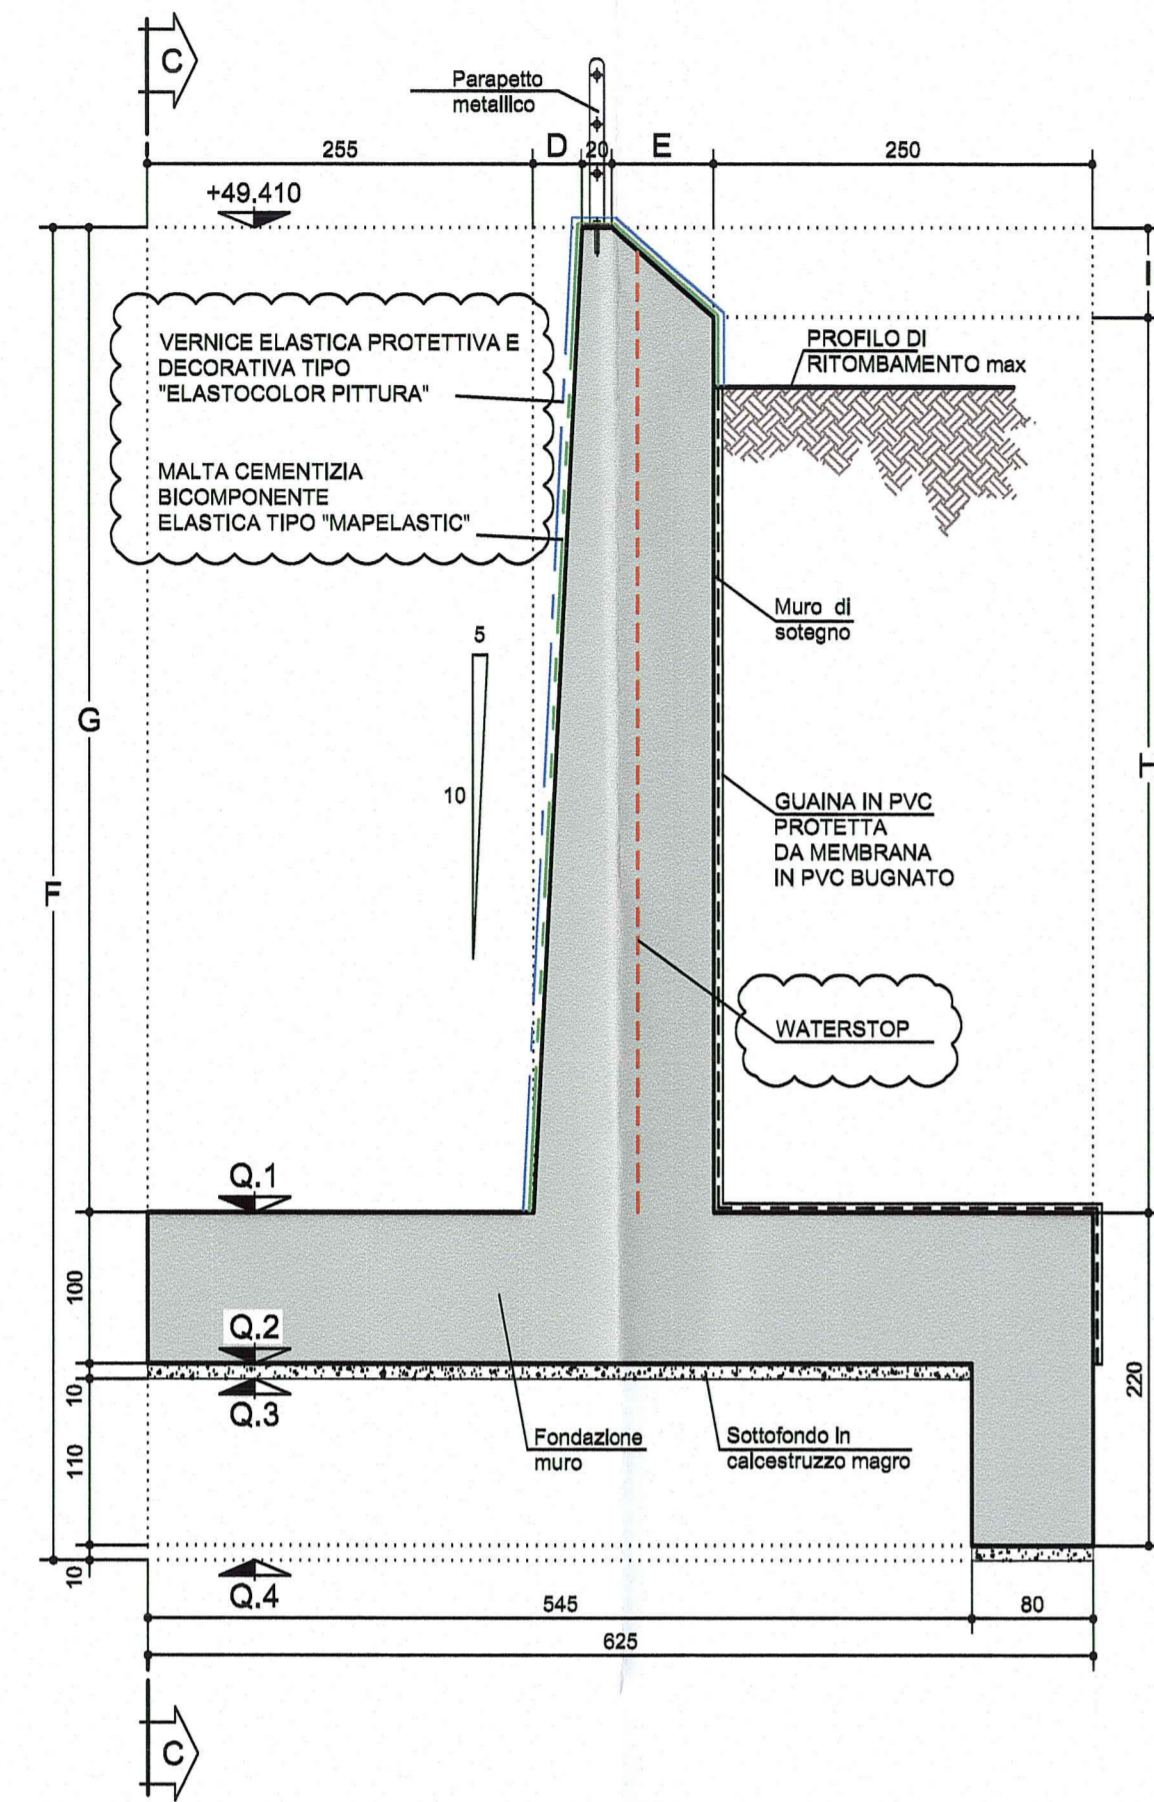 C
Parapetto
metallico
255
D
20
E
250
+49.410
VERNICE ELASTICA PROTETTIVA E
DECORATIVA TIPO
"ELASTOCOLOR PITTURA"
PROFILO DI
RITOMBAMENTO max
I
MALTA CEMENTIZIA
BICOMPONENTE
ELASTICA TIPO "MAPELASTIC"
Muro di
sotegno
5
10
G
F
GUAINA IN PVC
PROTETTA
DA MEMBRANA
IN PVC BUGNATO
WATERSTOP
Q.1
100
Q.2
10
Q.3
110
Fondazione
muro
Sottofondo in
calcestruzzo magro
220
10
Q.4
545
80
625
C